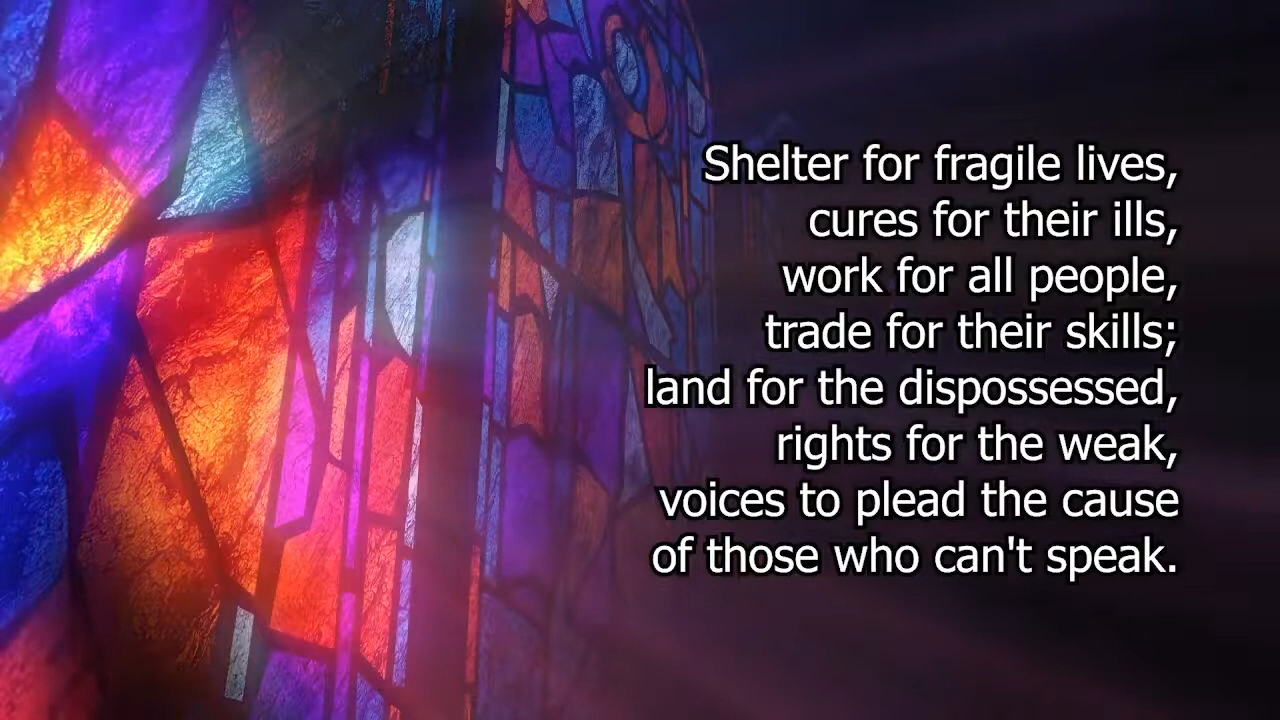 Shelter for fragile lives,
cures for their ills,
work for all people,
trade for their skills;
land for the dispossessed,
rights for the weak,
voices to plead the cause
of those who can't speak.